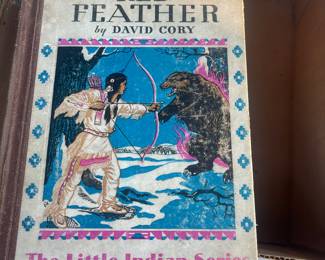 FEATHER
by DAVID CORY
The Little Indian Series